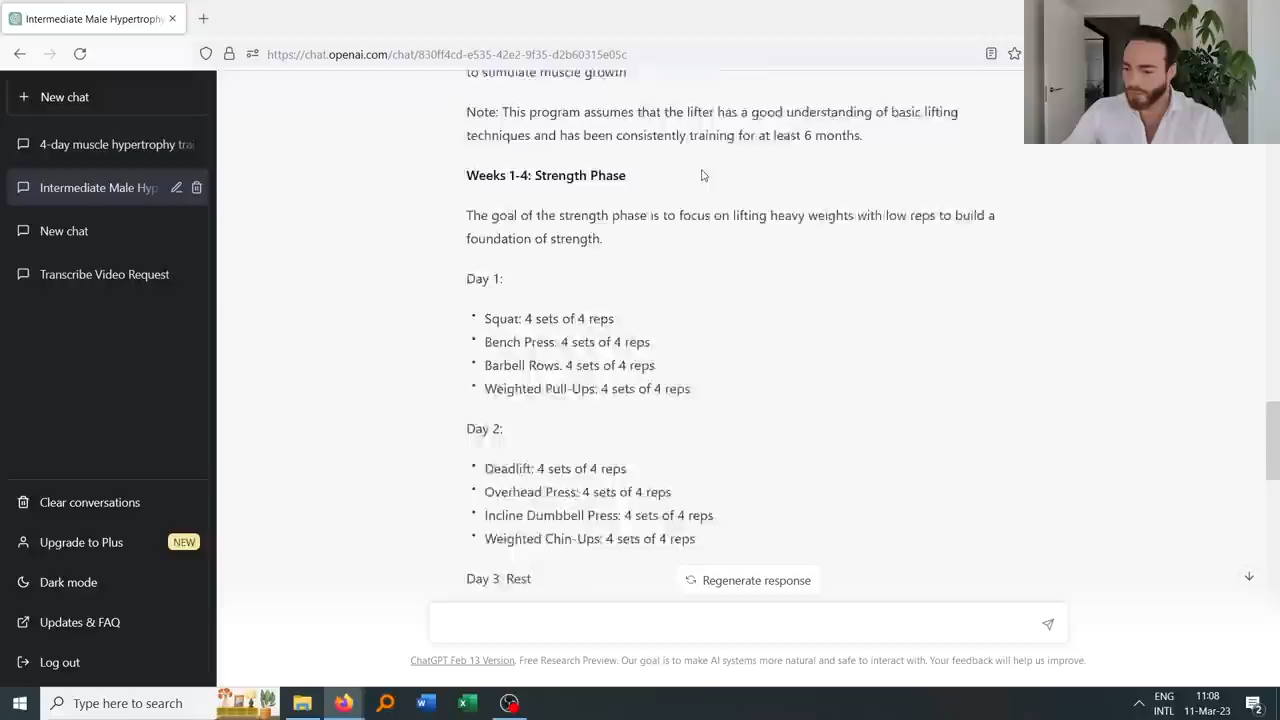 Intermediate Male Hypertrophy
https://chat.openai.com/chat/830ff4cd-e535-42e2-9f35-d2b60315e05c
New chat
4-day muscle hypertrophy tra
Intermediate Male Hyp
New chat
Transcribe Video Request
Clear conversations
Upgrade to Plus NEW
Dark mode
Updates & FAQ
Log out
to stimulate muscle growth
Note: This program assumes that the lifter has a good understanding of basic lifting
techniques and has been consistently training for at least 6 months.
Weeks 1-4: Strength Phase
The goal of the strength phase is to focus on lifting heavy weights with low reps to build a
foundation of strength.
Day 1:
Squat: 4 sets of 4 reps
Bench Press: 4 sets of 4 reps
Barbell Rows: 4 sets of 4 reps
Weighted Pull-Ups: 4 sets of 4 reps
Day 2:
Deadlift: 4 sets of 4 reps
Overhead Press: 4 sets of 4 reps
Incline Dumbbell Press: 4 sets of 4 reps
Weighted Chin-Ups: 4 sets of 4 reps
Day 3: Rest
Regenerate response
ChatGPT Feb 13 Version. Free Research Preview. Our goal is to make AI systems more natural and safe to interact with. Your feedback will help us improve.
Type here to search
ENG
INTL
11:08
11-Mar-23
2